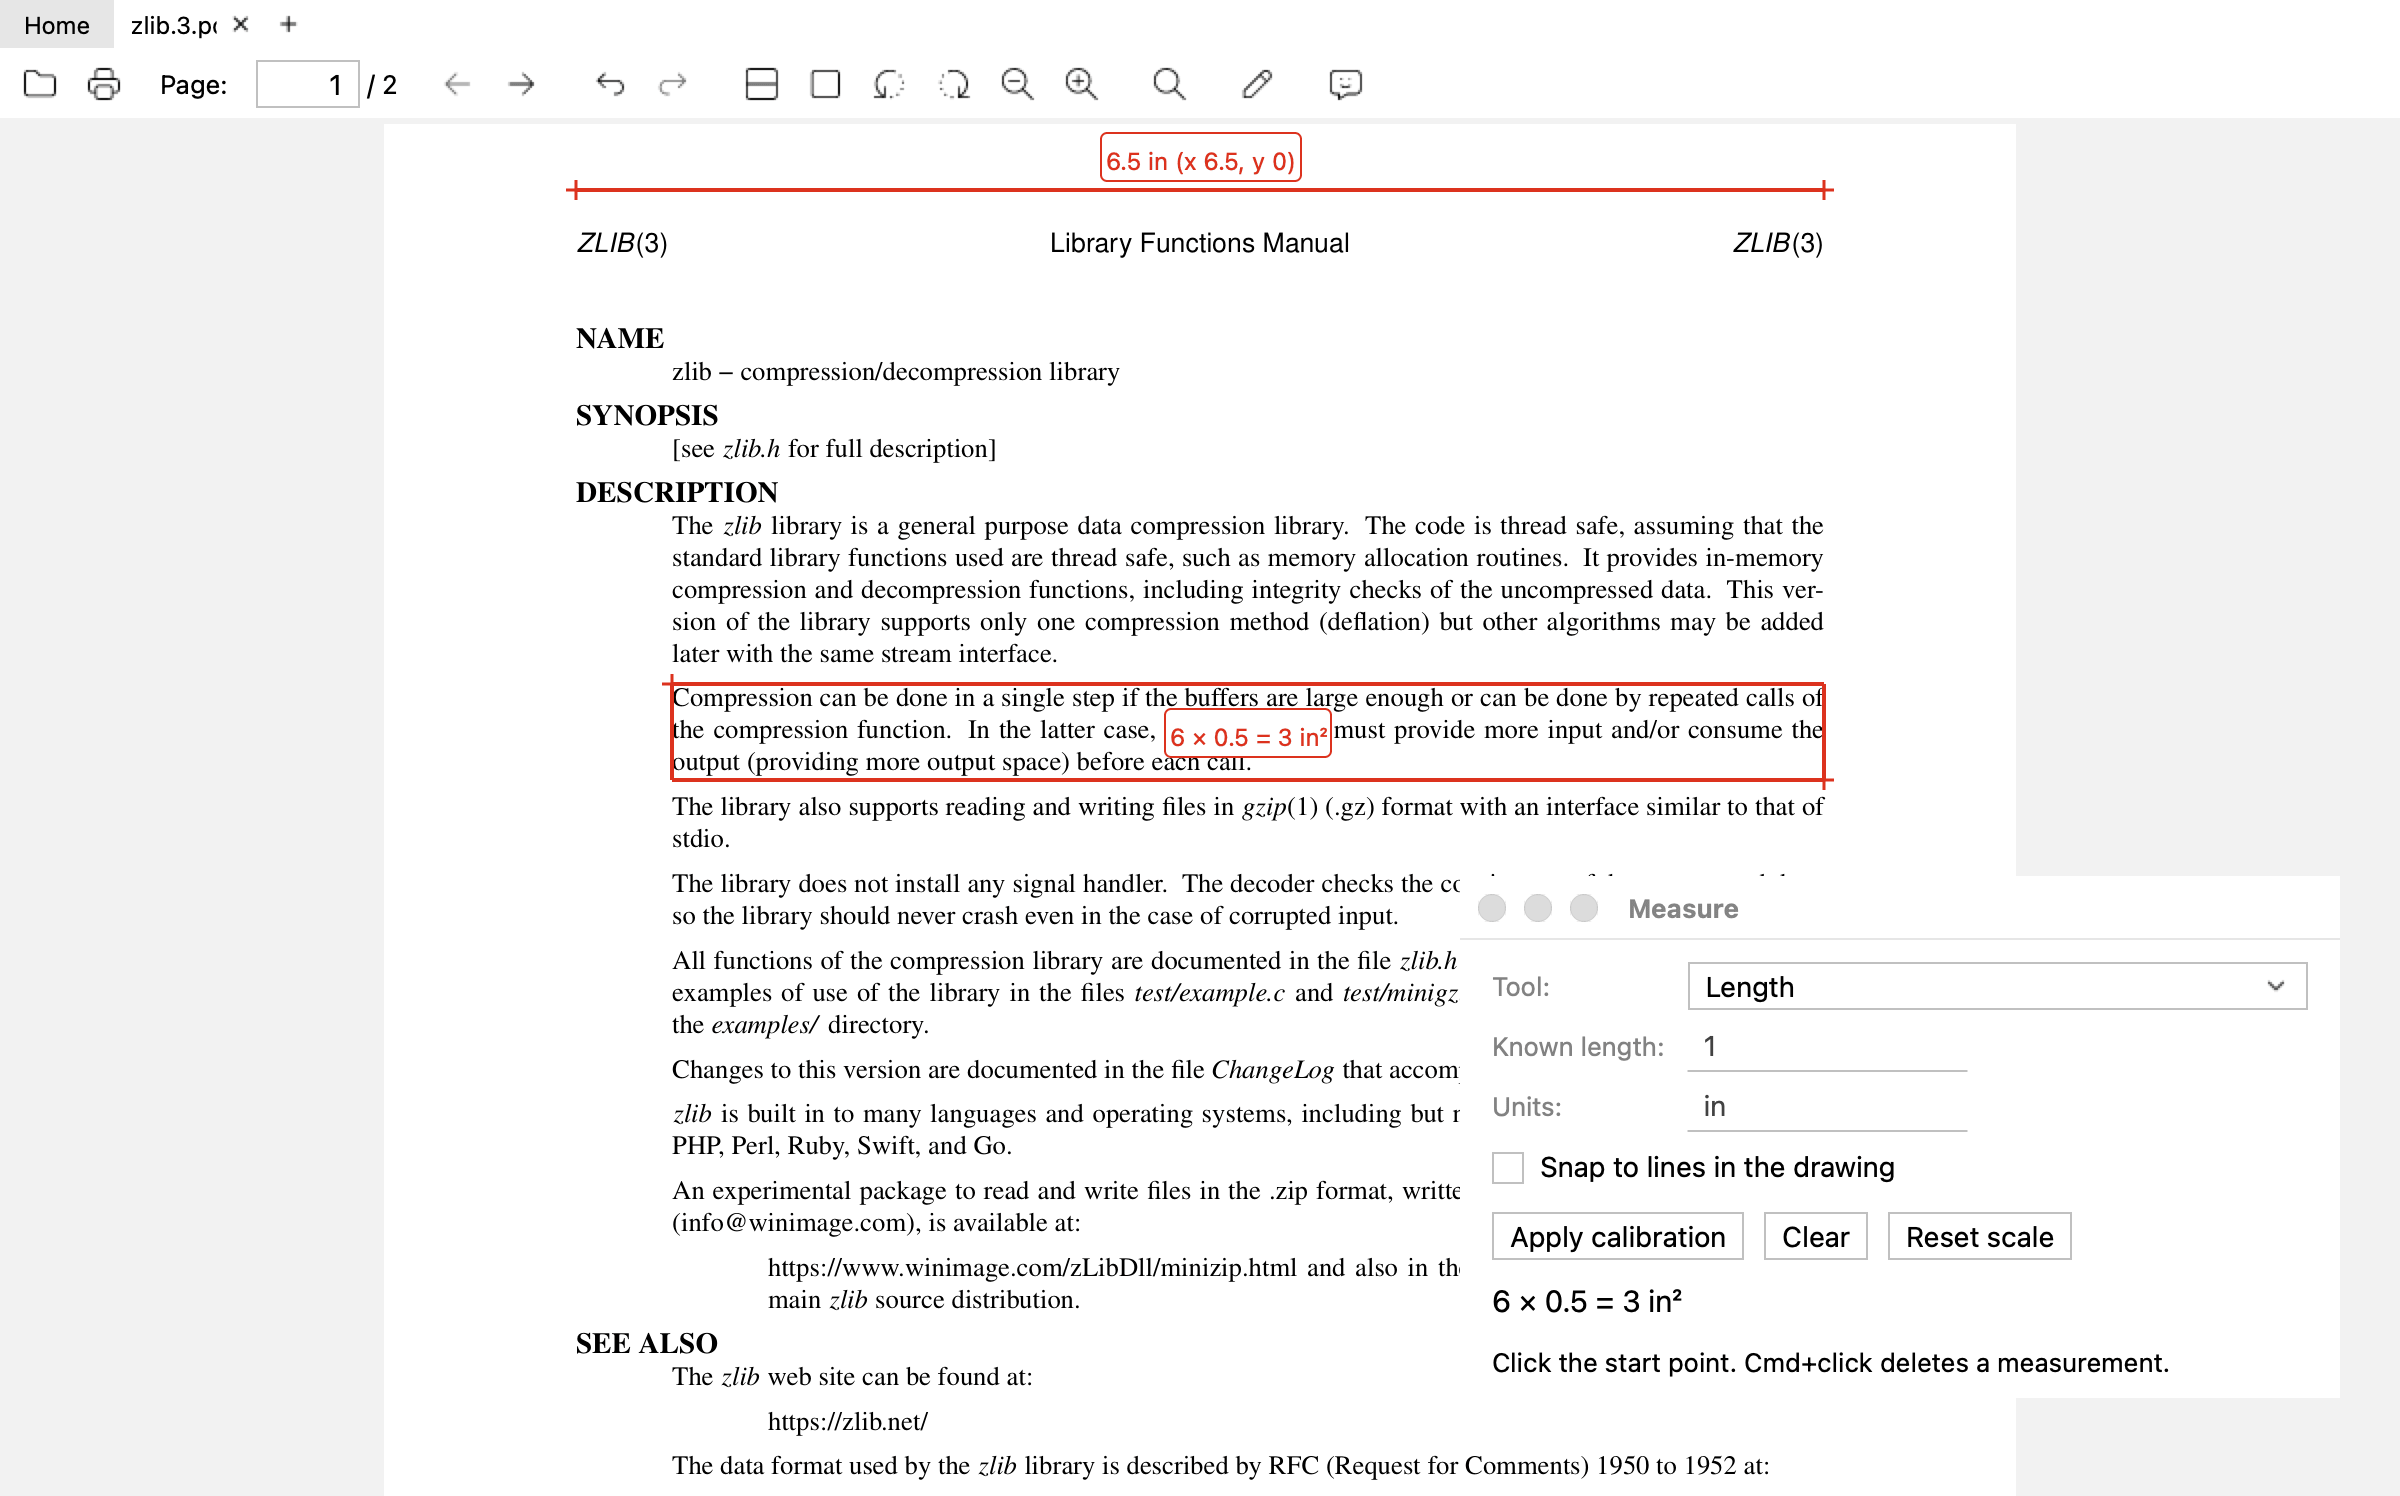 Home
zlib.3.p
Page: 1 / 2
6.5 in (x 6.5, y 0)
ZLIB(3) Library Functions Manual ZLIB(3)
NAME
zlib – compression/decompression library
SYNOPSIS
[see zlib.h for full description]
DESCRIPTION
The zlib library is a general purpose data compression library. The code is thread safe, assuming that the
standard library functions used are thread safe, such as memory allocation routines. It provides in-memory
compression and decompression functions, including integrity checks of the uncompressed data. This ver-
sion of the library supports only one compression method (deflation) but other algorithms may be added
later with the same stream interface.
Compression can be done in a single step if the buffers are large enough or can be done by repeated calls of
the compression function. In the latter case, must provide more input and/or consume the
6 × 0.5 = 3 in²
output (providing more output space) before each call.
The library also supports reading and writing files in gzip(1) (.gz) format with an interface similar to that of
stdio.
The library does not install any signal handler. The decoder checks the
so the library should never crash even in the case of corrupted input.
All functions of the compression library are documented in the file zlib.h
examples of use of the library in the files test/example.c and test/minigz
the examples/ directory.
Changes to this version are documented in the file ChangeLog that
zlib is built in to many languages and operating systems, including but
PHP, Perl, Ruby, Swift, and Go.
An experimental package to read and write files in the .zip format,
(info@winimage.com), is available at:
https://www.winimage.com/zLibDll/minizip.html and also in
main zlib source distribution.
SEE ALSO
The zlib web site can be found at:
https://zlib.net/
The data format used by the zlib library is described by RFC (Request for Comments) 1950 to 1952 at:
Measure
Tool: Length
Known length: 1
Units: in
Snap to lines in the drawing
Apply calibration Clear Reset scale
6 × 0.5 = 3 in²
Click the start point. Cmd+click deletes a measurement.